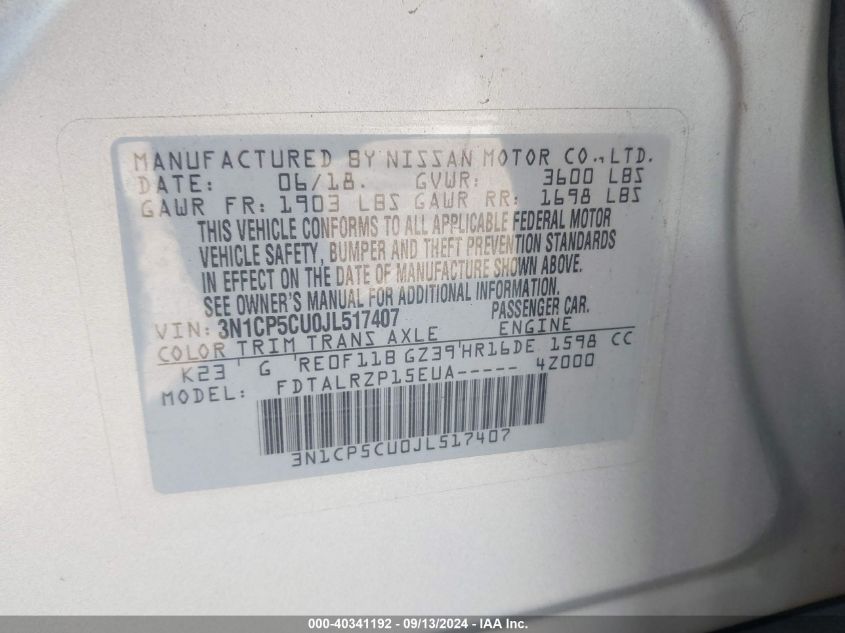 MANUFACTURED BY NISSAN MOTOR CO., LTD.
DATE: 06/18. GVWR: 3600 LBS
GAWR FR: 1903 LBS GAWR RR: 1698 LBS
THIS VEHICLE CONFORMS TO ALL APPLICABLE FEDERAL MOTOR
VEHICLE SAFETY, BUMPER AND THEFT PREVENTION STANDARDS
IN EFFECT ON THE DATE OF MANUFACTURE SHOWN ABOVE.
SEE OWNER'S MANUAL FOR ADDITIONAL INFORMATION.
VIN: 3N1CP5CU0JL517407 PASSENGER CAR.
COLOR TRIM TRANS AXLE ENGINE
K23 G RE0F11B GZ39 HR16DE 1598 CC
MODEL: FDTALRZP15EUA----- 4Z000
3N1CP5CU0JL517407
000-40341192 - 09/13/2024 - IAAI Inc.